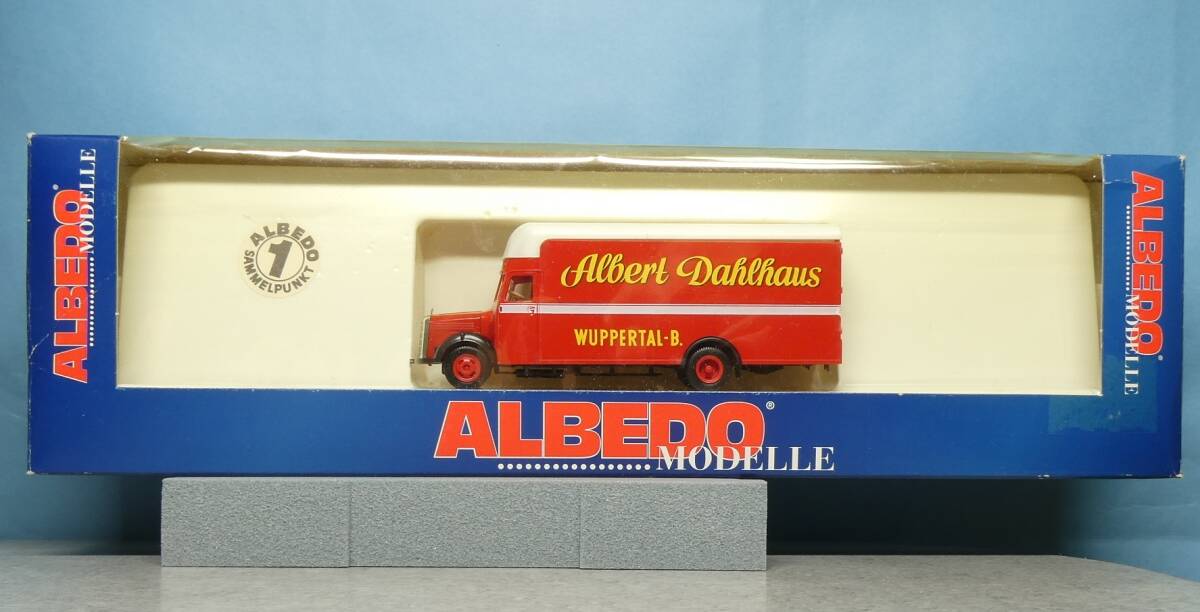 ALBEDO
MODELLE
ALBEDO
1
SAMMELPUNKT
Albert Dahlhaus
WUPPERTAL-B.
ALBEDO®
MODELLE
ALBEDO®
MODELLE